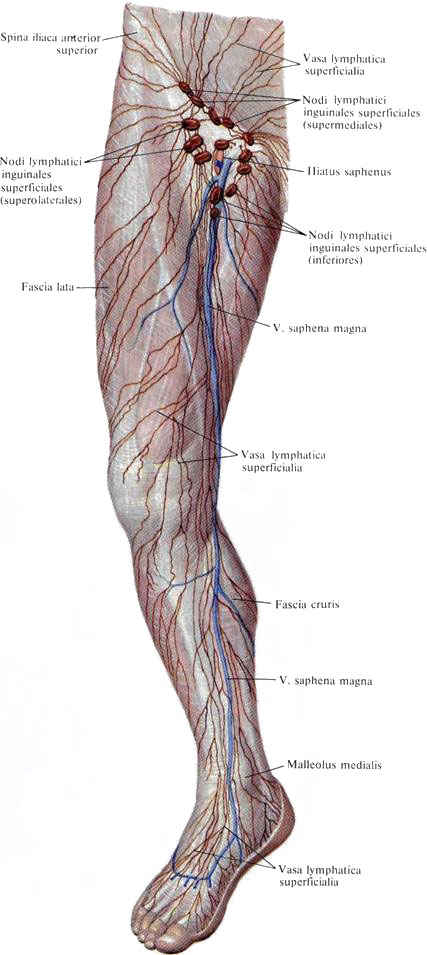 Spina iliaca anterior
superior
Vasa lymphatica
superficialia
Nodi lymphatici
inguinales superficiales
(supermediales)
Nodi lymphatici
inguinales
superficiales
(superolaterales)
Hiatus saphenus
Nodi lymphatici
inguinales superficiales
(inferiores)
Fascia lata
V. saphena magna
Vasa lymphatica
superficialia
Fascia cruris
V. saphena magna
Malleolus medialis
Vasa lymphatica
superficialia